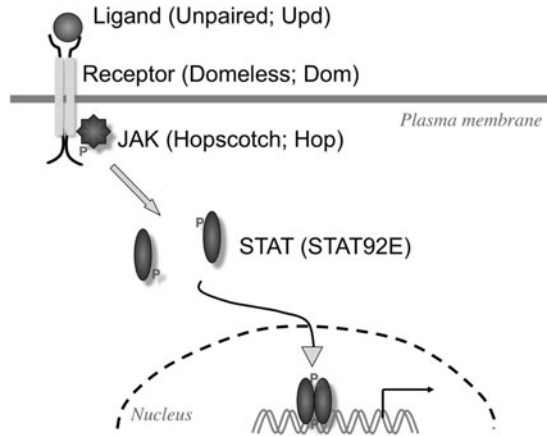 Ligand (Unpaired; Upd)
Receptor (Domeless; Dom)
Plasma membrane
JAK (Hopscotch; Hop)
P
P
STAT (STAT92E)
P
P
Nucleus
P